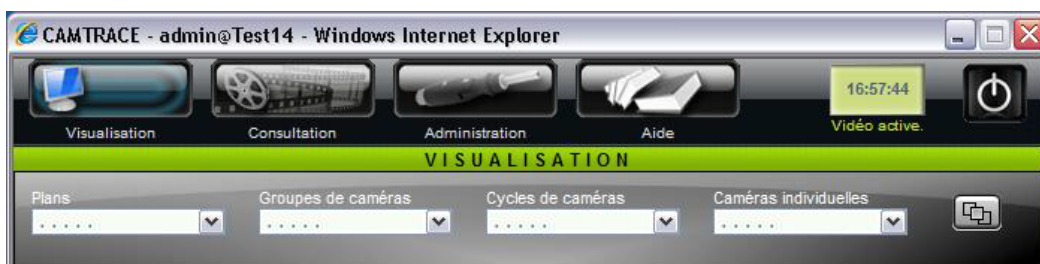 CAMTRACE - admin@Test14 - Windows Internet Explorer
16:57:44
Visualisation Consultation Administration Aide Vidéo active.
VISUALISATION
Plans Groupes de caméras Cycles de caméras Caméras individuelles
. . . . . . . . . . . . . . . . . . . .